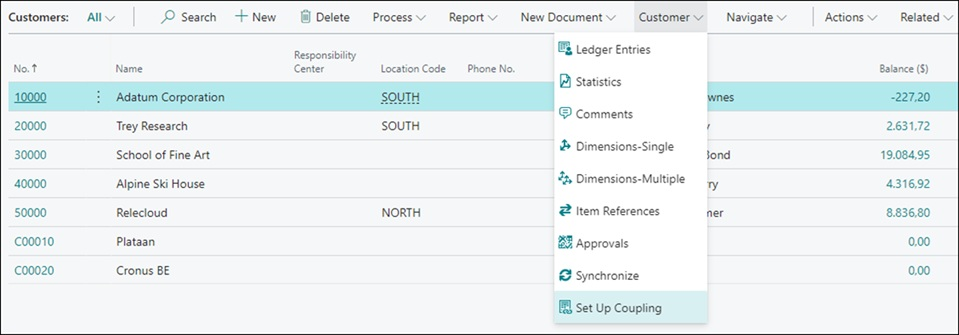 Customers: All Search New Delete Process Report New Document Customer Navigate Actions Related
Ledger Entries
Statistics
Comments
Dimensions-Single
Dimensions-Multiple
Item References
Approvals
Synchronize
Set Up Coupling
Responsibility
No. ↑ Name Center Location Code Phone No. Balance ($)
10000 Adatum Corporation SOUTH wnes -227,20
20000 Trey Research SOUTH y 2.631,72
30000 School of Fine Art Bond 19.084,95
40000 Alpine Ski House rry 4.316,92
50000 Relecloud NORTH mer 8.836,80
C00010 Plataan 0,00
C00020 Cronus BE 0,00